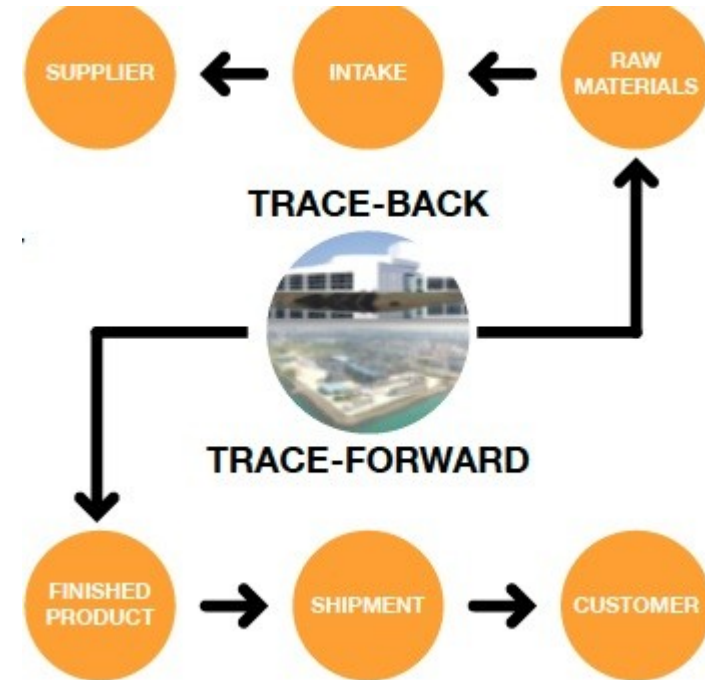 SUPPLIER
INTAKE
RAW
MATERIALS
TRACE-BACK
TRACE-FORWARD
FINISHED
PRODUCT
SHIPMENT
CUSTOMER